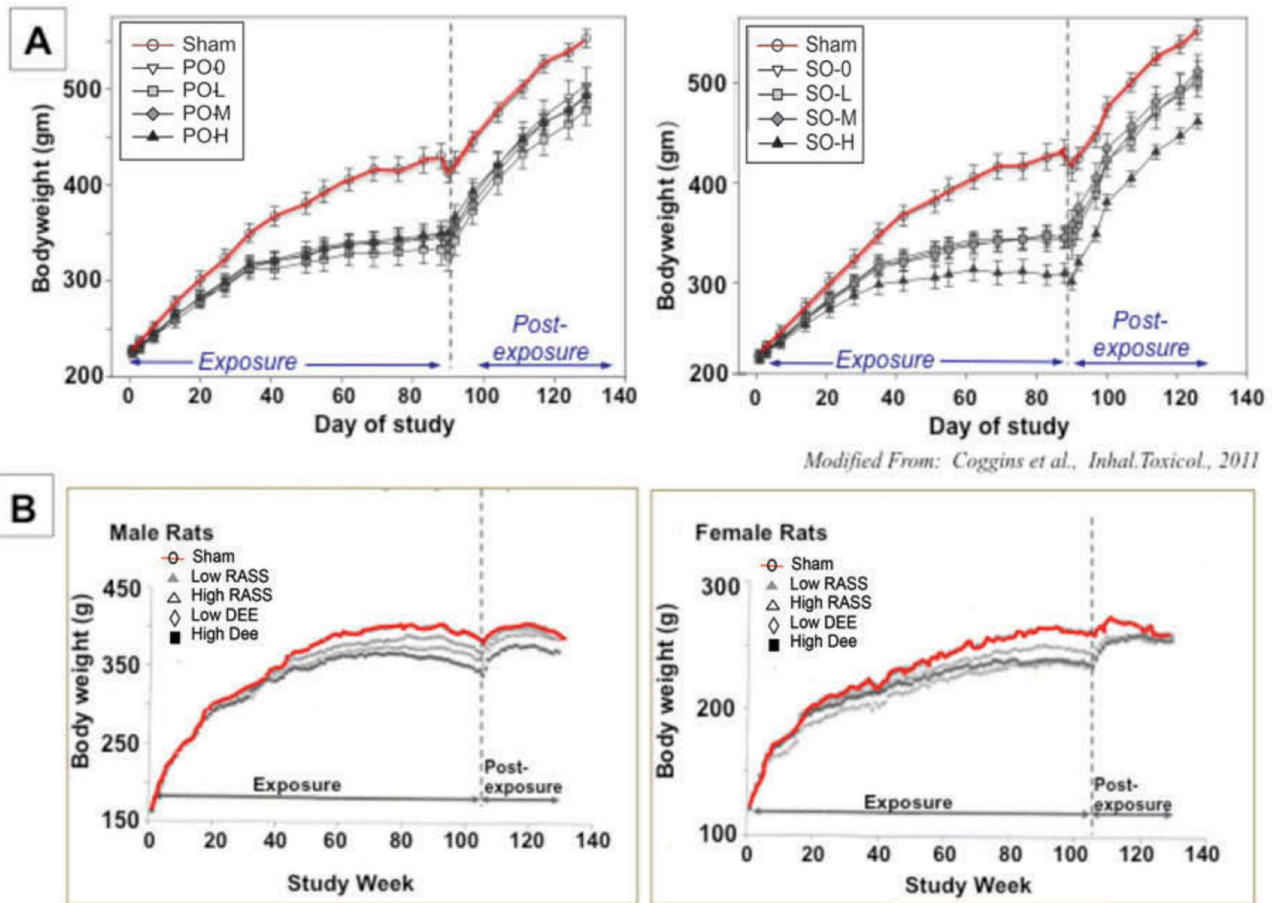 A
Sham
PO-0
PO-L
PO-M
PO-H
500
400
300
200
Bodyweight (gm)
Exposure
Post-
exposure
0
20
40
60
80
100
120
140
Day of study
Sham
SO-0
SO-L
SO-M
SO-H
500
400
300
200
Bodyweight (gm)
Exposure
Post-
exposure
0
20
40
60
80
100
120
140
Day of study
Modified From: Coggins et al., Inhal.Toxicol., 2011
B
Male Rats
Sham
Low RASS
High RASS
Low DEE
High Dee
450
350
250
150
Body weight (g)
Exposure
Post-
exposure
0
20
40
60
80
100
120
140
Study Week
Female Rats
Sham
Low RASS
High RASS
Low DEE
High Dee
300
200
100
Body weight (g)
Exposure
Post-
exposure
0
20
40
60
80
100
120
140
Study Week